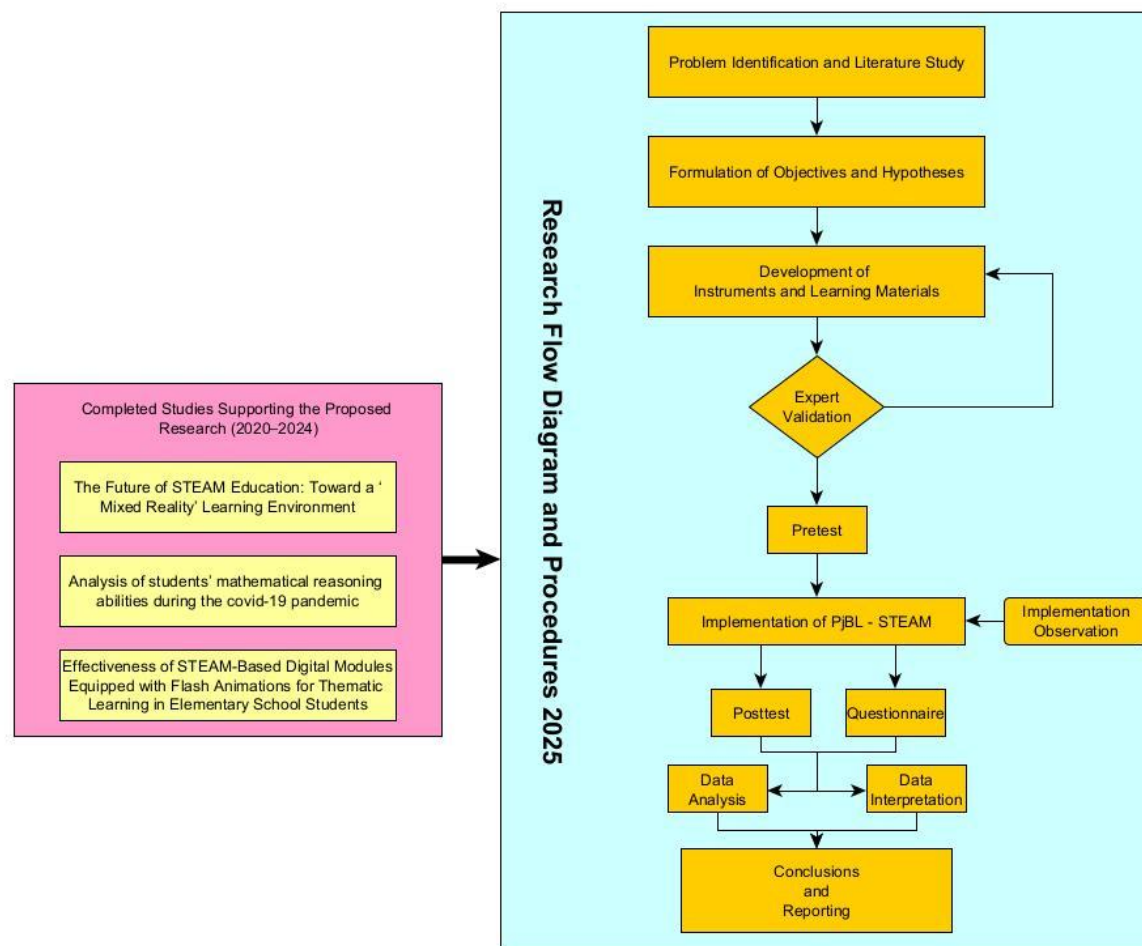 Completed Studies Supporting the Proposed
Research (2020–2024)
The Future of STEAM Education: Toward a ‘
Mixed Reality’ Learning Environment
Analysis of students’ mathematical reasoning
abilities during the covid-19 pandemic
Effectiveness of STEAM-Based Digital Modules
Equipped with Flash Animations for Thematic
Learning in Elementary School Students
Research Flow Diagram and Procedures 2025
Problem Identification and Literature Study
Formulation of Objectives and Hypotheses
Development of
Instruments and Learning Materials
Expert
Validation
Pretest
Implementation of PjBL - STEAM
Implementation
Observation
Posttest
Questionnaire
Data
Analysis
Data
Interpretation
Conclusions
and
Reporting